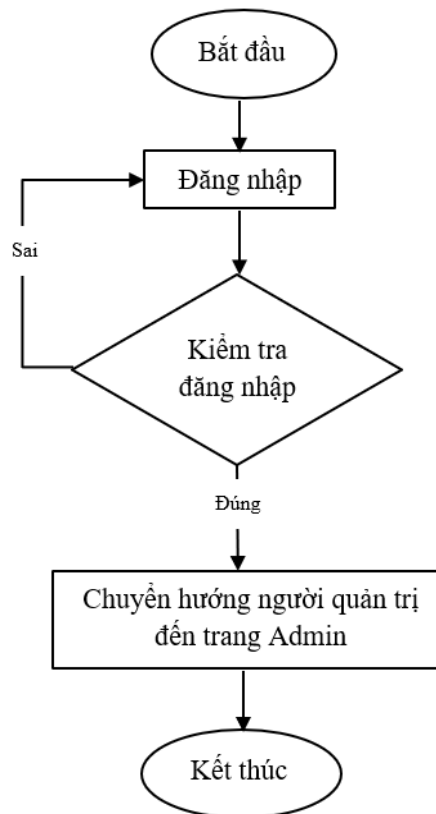 Bắt đầu
Đăng nhập
Sai
Kiểm tra
đăng nhập
Đúng
Chuyển hướng người quản trị
đến trang Admin
Kết thúc